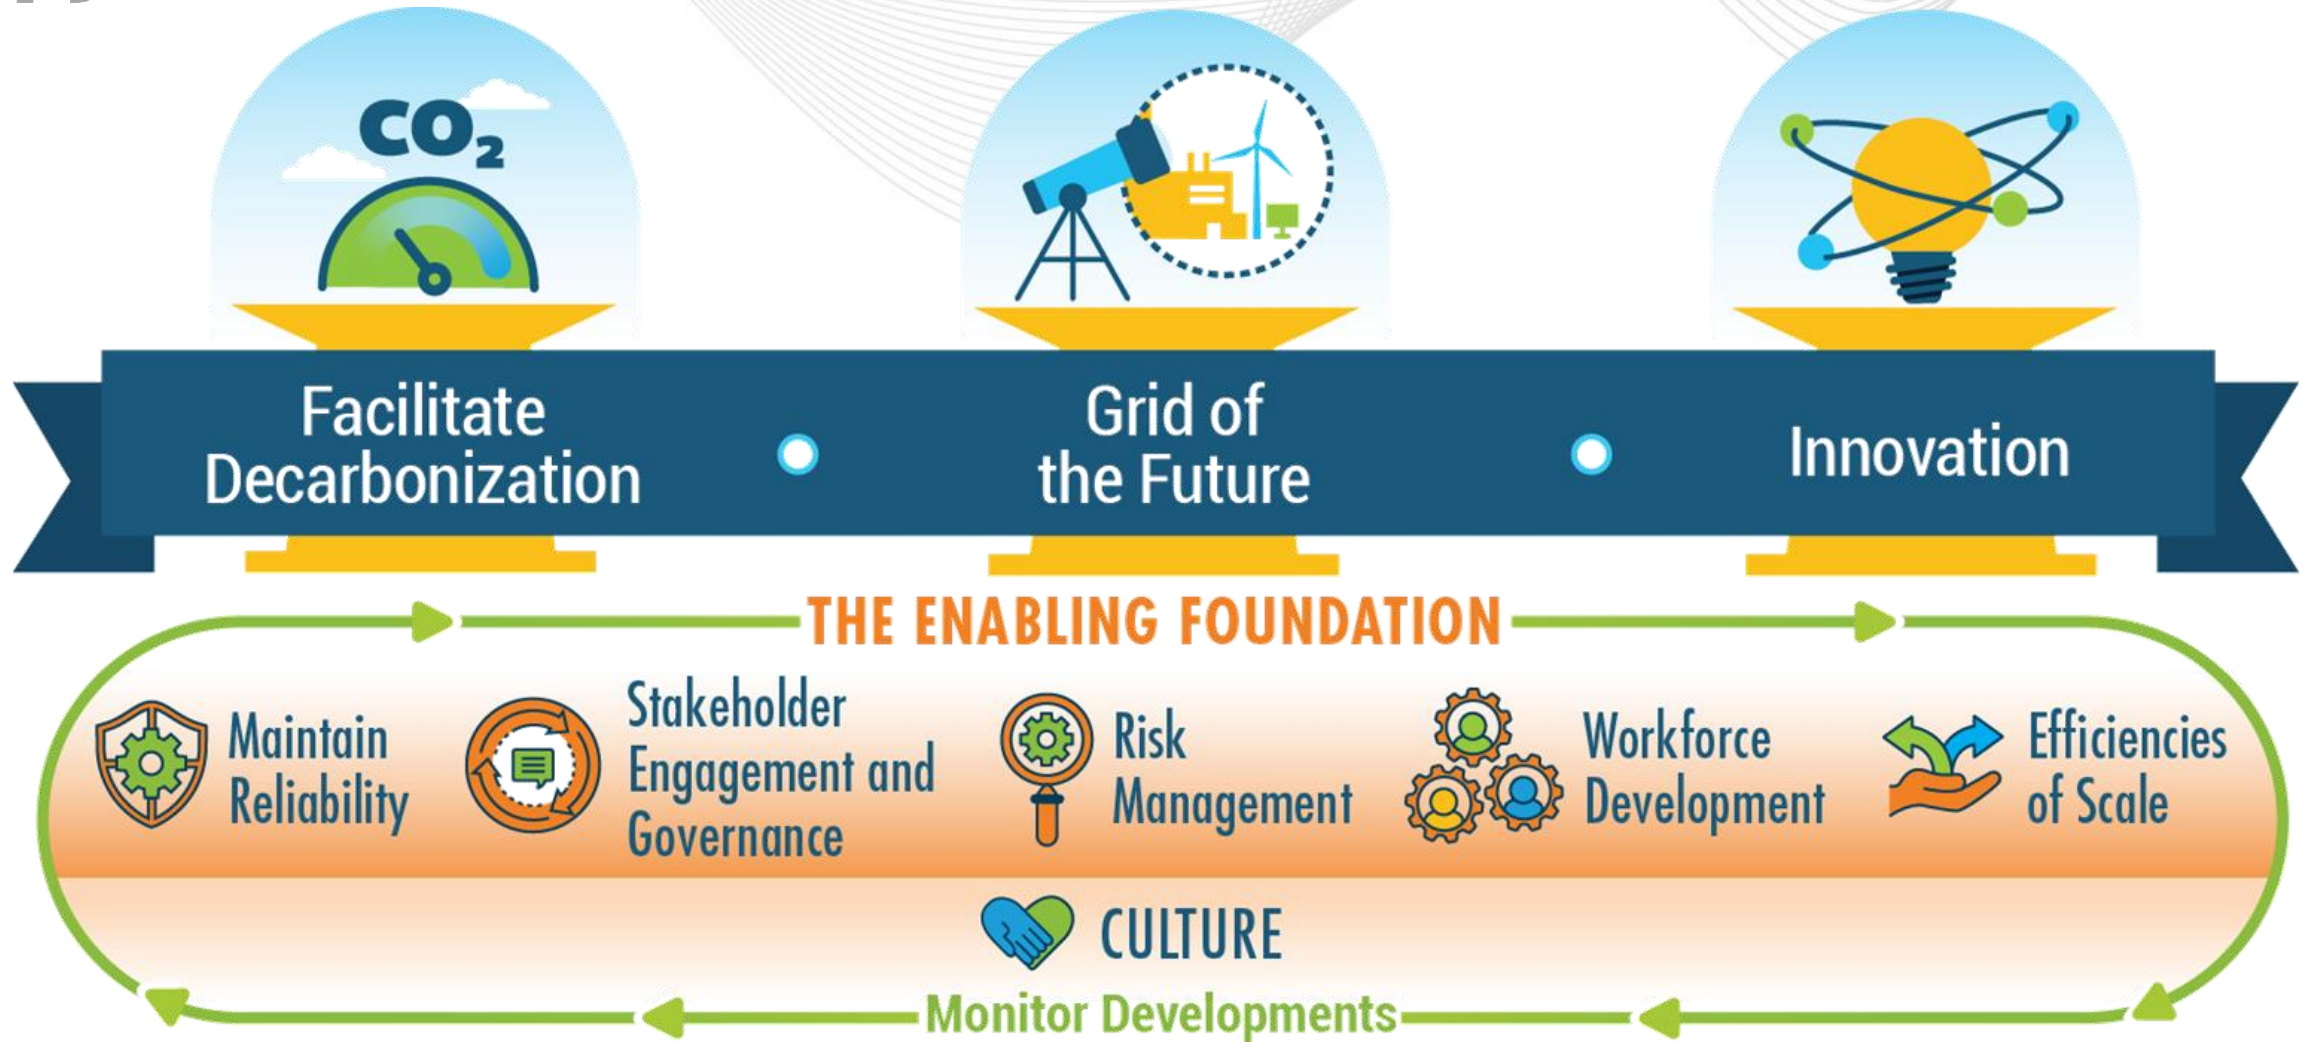 CO₂
Facilitate
Decarbonization
Grid of
the Future
Innovation
THE ENABLING FOUNDATION
Maintain
Reliability
Stakeholder
Engagement and
Governance
Risk
Management
Workforce
Development
Efficiencies
of Scale
CULTURE
Monitor Developments